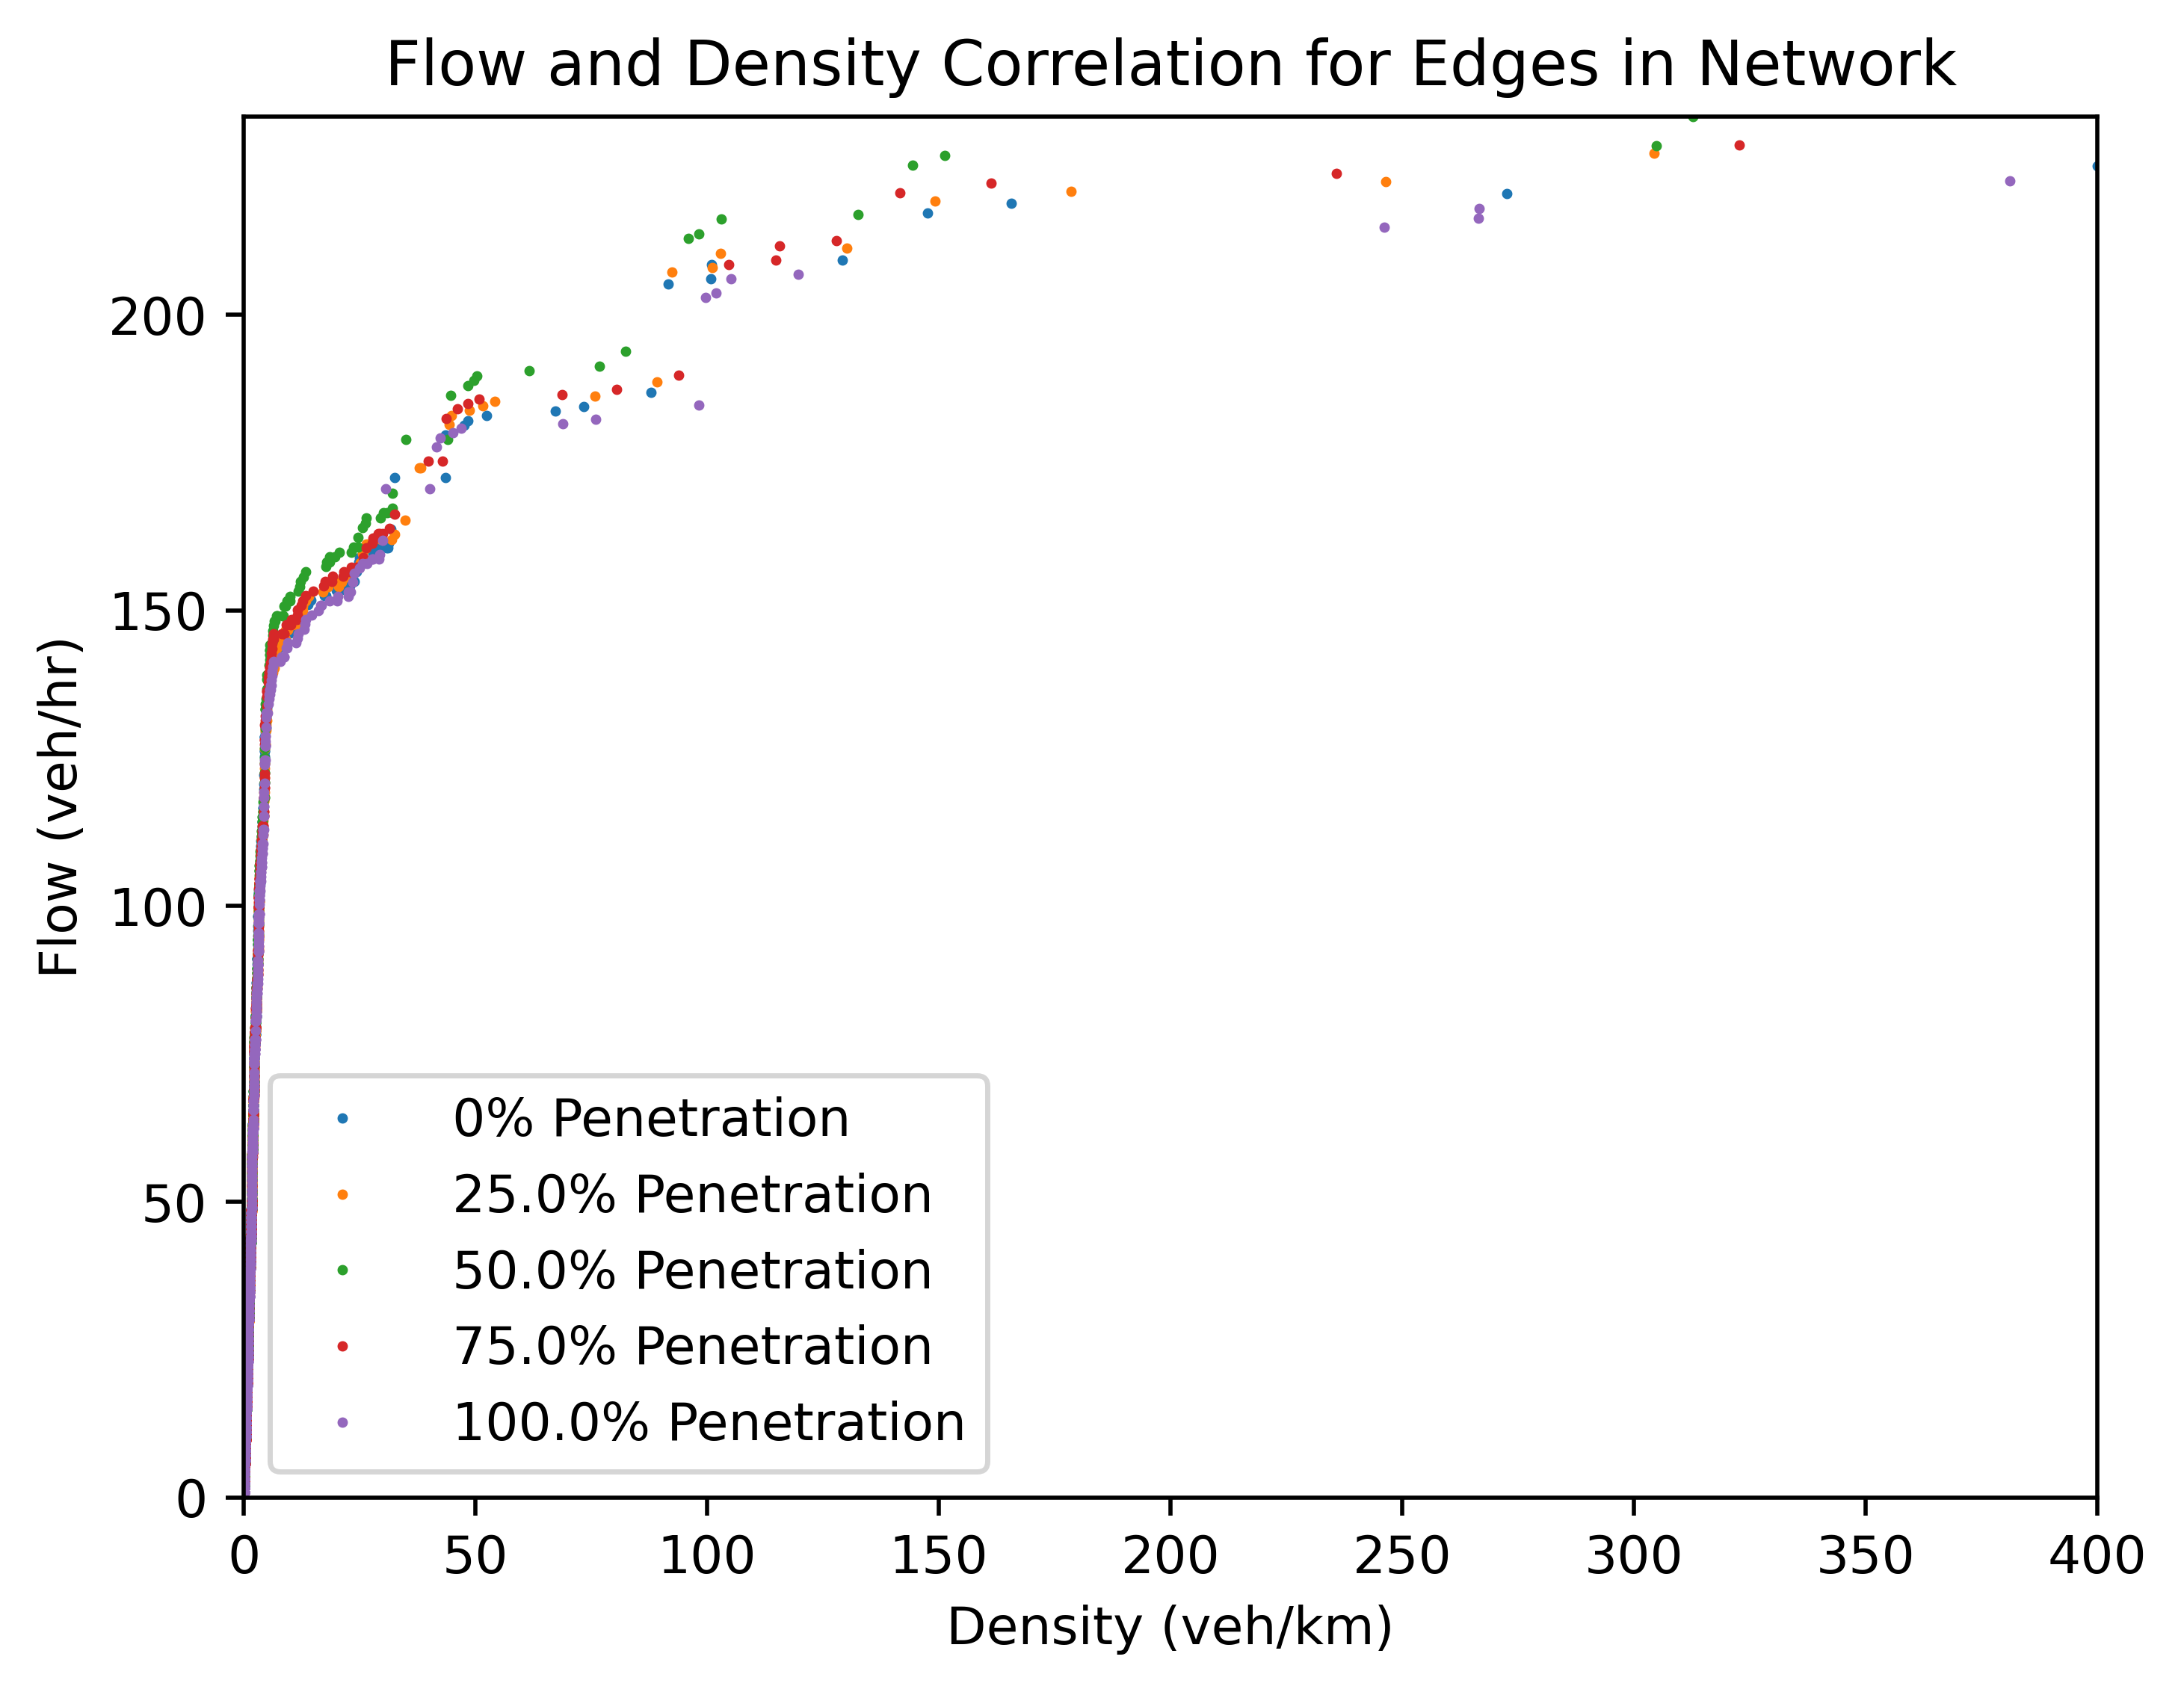 Flow and Density Correlation for Edges in Network
Flow (veh/hr)
200
150
100
50
0
0% Penetration
25.0% Penetration
50.0% Penetration
75.0% Penetration
100.0% Penetration
0 50 100 150 200 250 300 350 400
Density (veh/km)